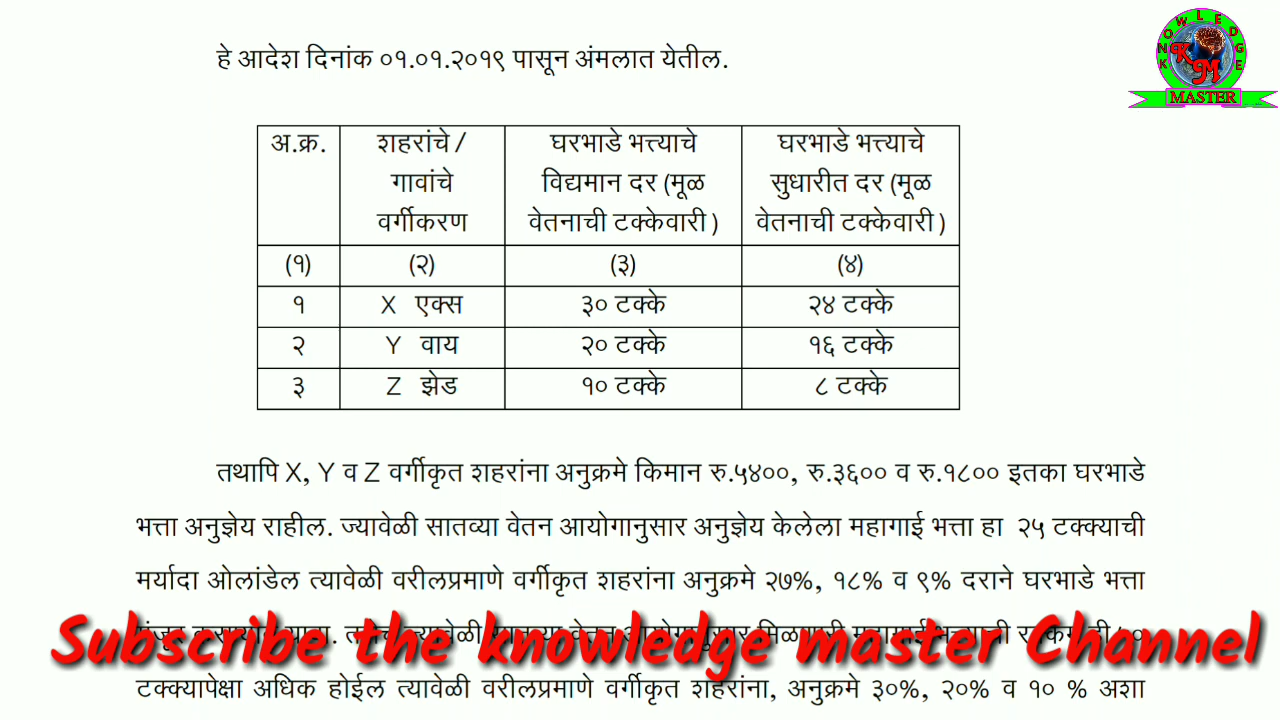 हे आदेश दिनांक ०१.०१.२०१९ पासून अंमलात येतील.
KNOWLEDGE
KM
MASTER
अ.क्र. शहरांचे / गावांचे वर्गीकरण घरभाडे भत्त्याचे विद्यमान दर (मूळ वेतनाची टक्केवारी) घरभाडे भत्त्याचे सुधारीत दर (मूळ वेतनाची टक्केवारी)
(१) (२) (३) (४)
१ X एक्स ३० टक्के २४ टक्के
२ Y वाय २० टक्के १६ टक्के
३ Z झेड १० टक्के ८ टक्के
तथापि X, Y व Z वर्गीकृत शहरांना अनुक्रमे किमान रु.५४००, रु.३६०० व रु.१८०० इतका घरभाडे
भत्ता अनुज्ञेय राहील. ज्यावेळी सातव्या वेतन आयोगानुसार अनुज्ञेय केलेला महागाई भत्ता हा २५ टक्क्याची
मर्यादा ओलांडेल त्यावेळी वरीलप्रमाणे वर्गीकृत शहरांना अनुक्रमे २७%, १८% व ९% दराने घरभाडे भत्ता
Subscribe the knowledge master Channel
टक्क्यापेक्षा अधिक होईल त्यावेळी वरीलप्रमाणे वर्गीकृत शहरांना, अनुक्रमे ३०%, २०% व १० % अशा